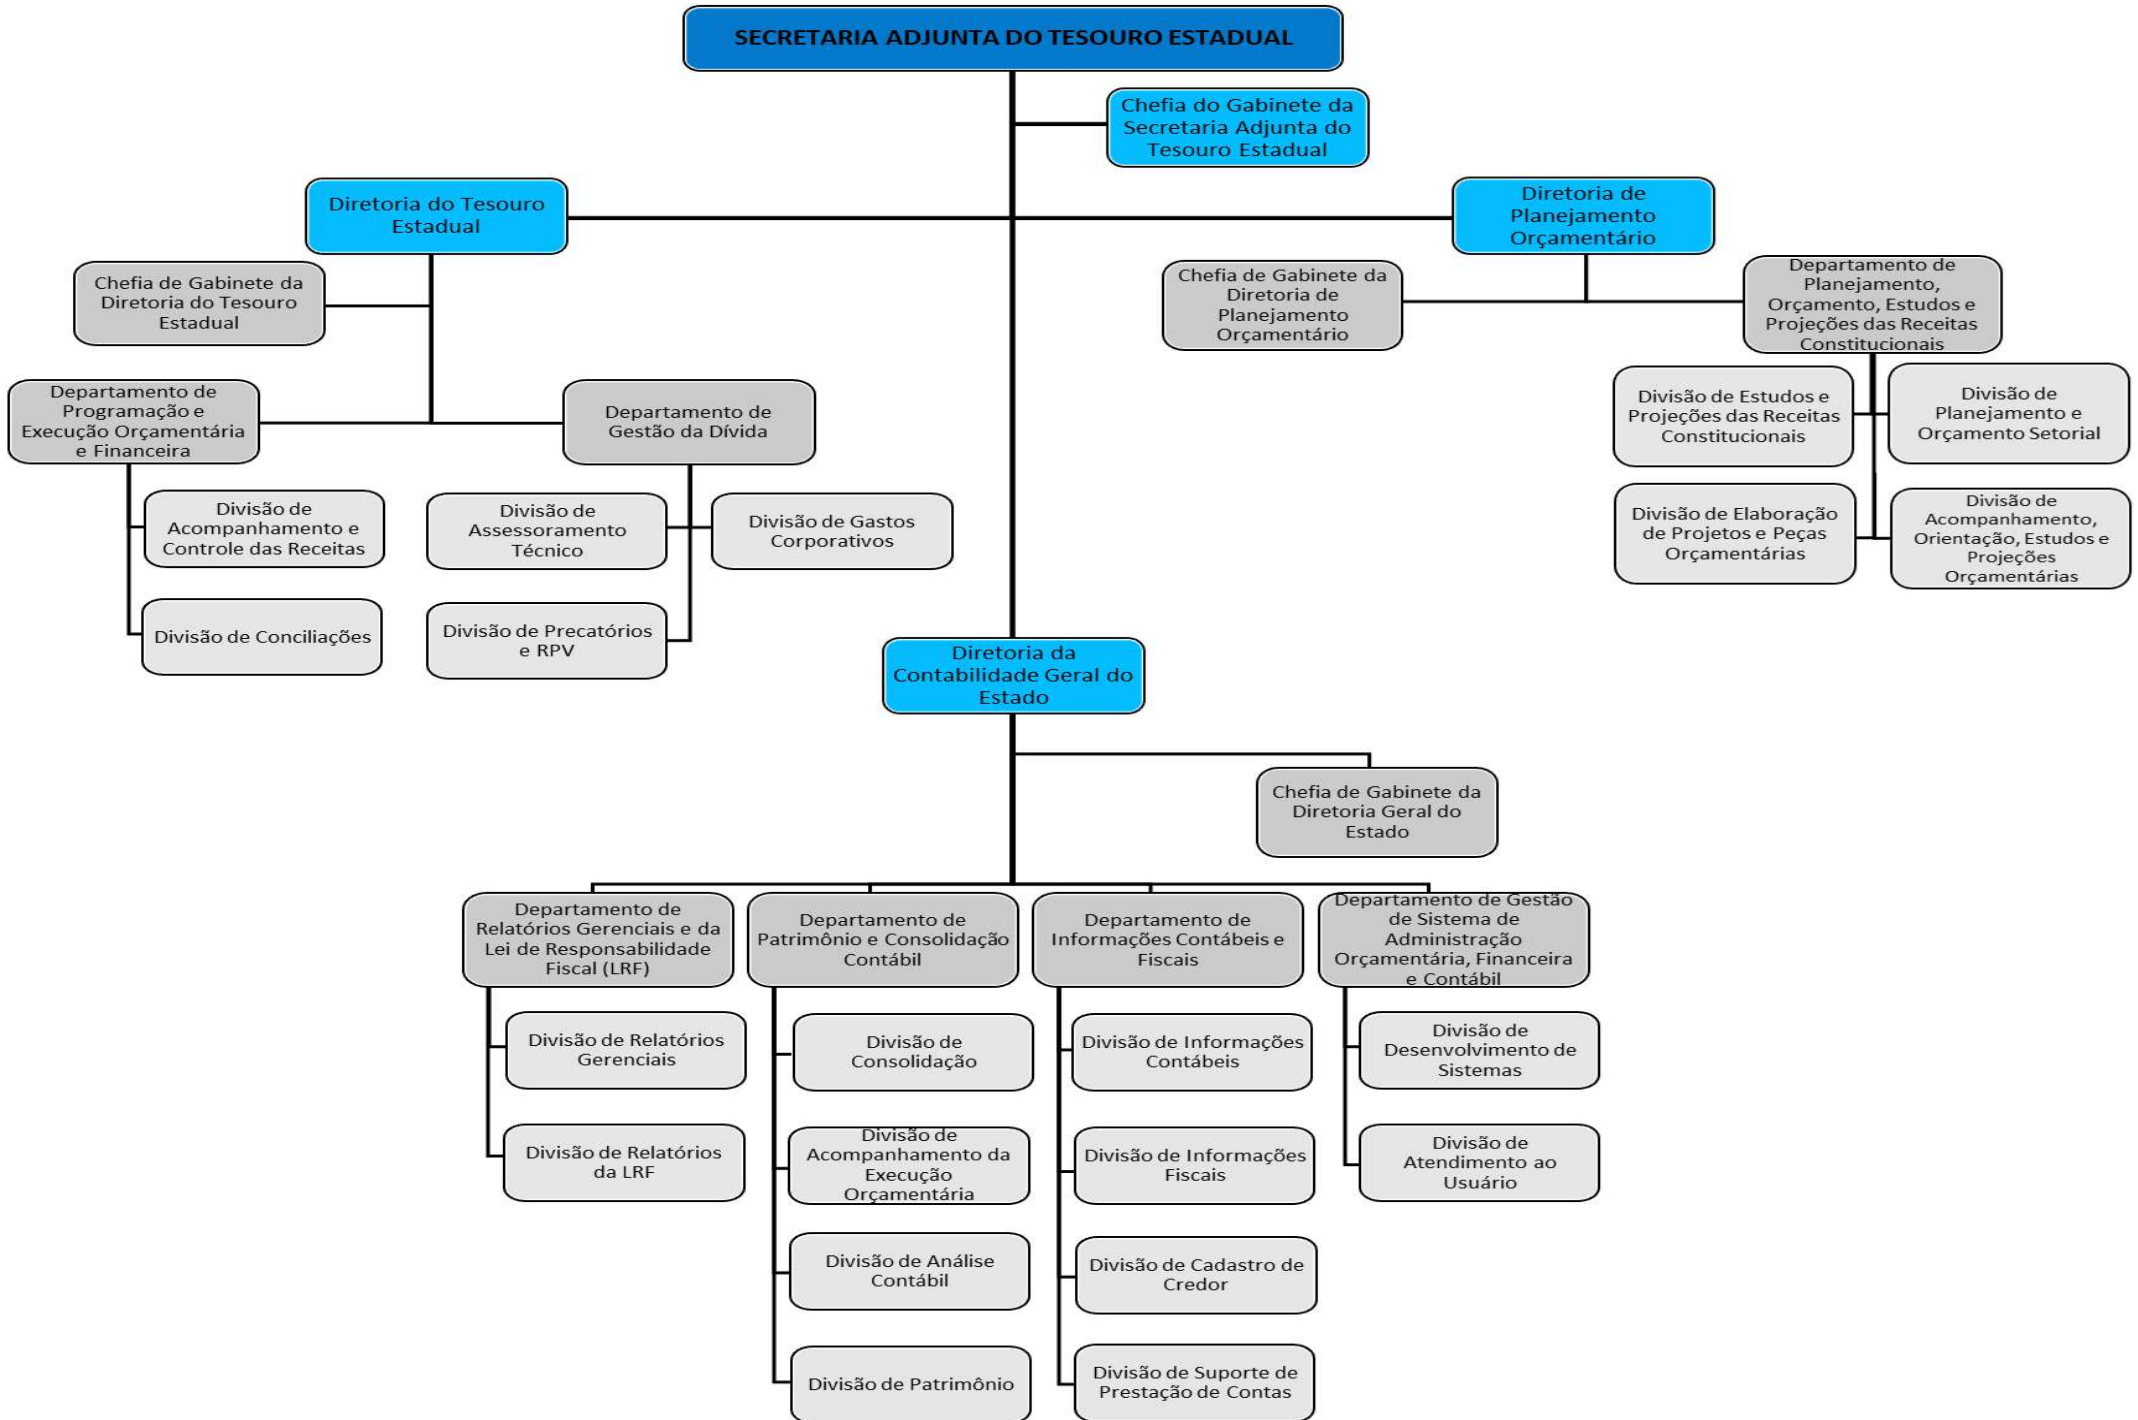 SECRETARIA ADJUNTA DO TESOURO ESTADUAL
Chefia do Gabinete da
Secretaria Adjunta do
Tesouro Estadual
Diretoria do Tesouro
Estadual
Diretoria de
Planejamento
Orçamentário
Chefia de Gabinete da
Diretoria do Tesouro
Estadual
Chefia de Gabinete da
Diretoria de
Planejamento
Orçamentário
Departamento de
Planejamento,
Orçamento, Estudos e
Projeções das Receitas
Constitucionais
Departamento de
Programação e
Execução Orçamentária
e Financeira
Departamento de
Gestão da Dívida
Divisão de Estudos e
Projeções das Receitas
Constitucionais
Divisão de
Planejamento e
Orçamento Setorial
Divisão de
Acompanhamento e
Controle das Receitas
Divisão de
Assessoramento
Técnico
Divisão de Gastos
Corporativos
Divisão de Elaboração
de Projetos e Peças
Orçamentárias
Divisão de
Acompanhamento,
Orientação, Estudos e
Projeções
Orçamentárias
Divisão de Conciliações
Divisão de Precatórios
e RPV
Diretoria da
Contabilidade Geral do
Estado
Chefia de Gabinete da
Diretoria Geral do
Estado
Departamento de
Relatórios Gerenciais e da
Lei de Responsabilidade
Fiscal (LRF)
Departamento de
Patrimônio e Consolidação
Contábil
Departamento de
Informações Contábeis e
Fiscais
Departamento de Gestão
de Sistema de
Administração
Orçamentária, Financeira
e Contábil
Divisão de Relatórios
Gerenciais
Divisão de
Consolidação
Divisão de Informações
Contábeis
Divisão de
Desenvolvimento de
Sistemas
Divisão de Relatórios
da LRF
Divisão de
Acompanhamento da
Execução
Orçamentária
Divisão de Informações
Fiscais
Divisão de
Atendimento ao
Usuário
Divisão de Análise
Contábil
Divisão de Cadastro de
Credor
Divisão de Patrimônio
Divisão de Suporte de
Prestação de Contas